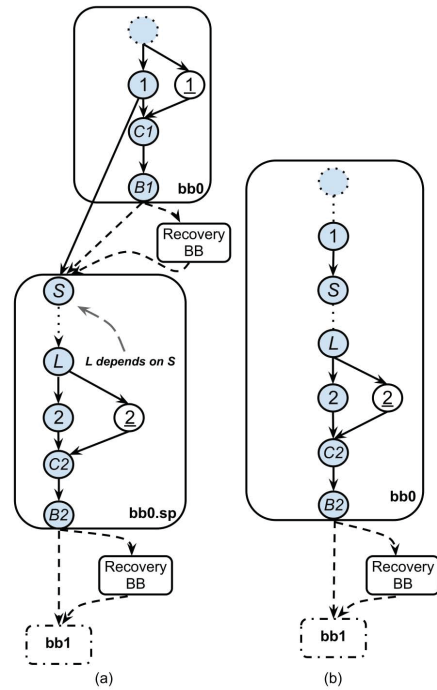 1
1
C1
B1
bb0
Recovery
BB
S
L depends on S
L
2
2
C2
B2
bb0.sp
Recovery
BB
bb1
(a)
1
S
L
2
2
C2
B2
bb0
Recovery
BB
bb1
(b)